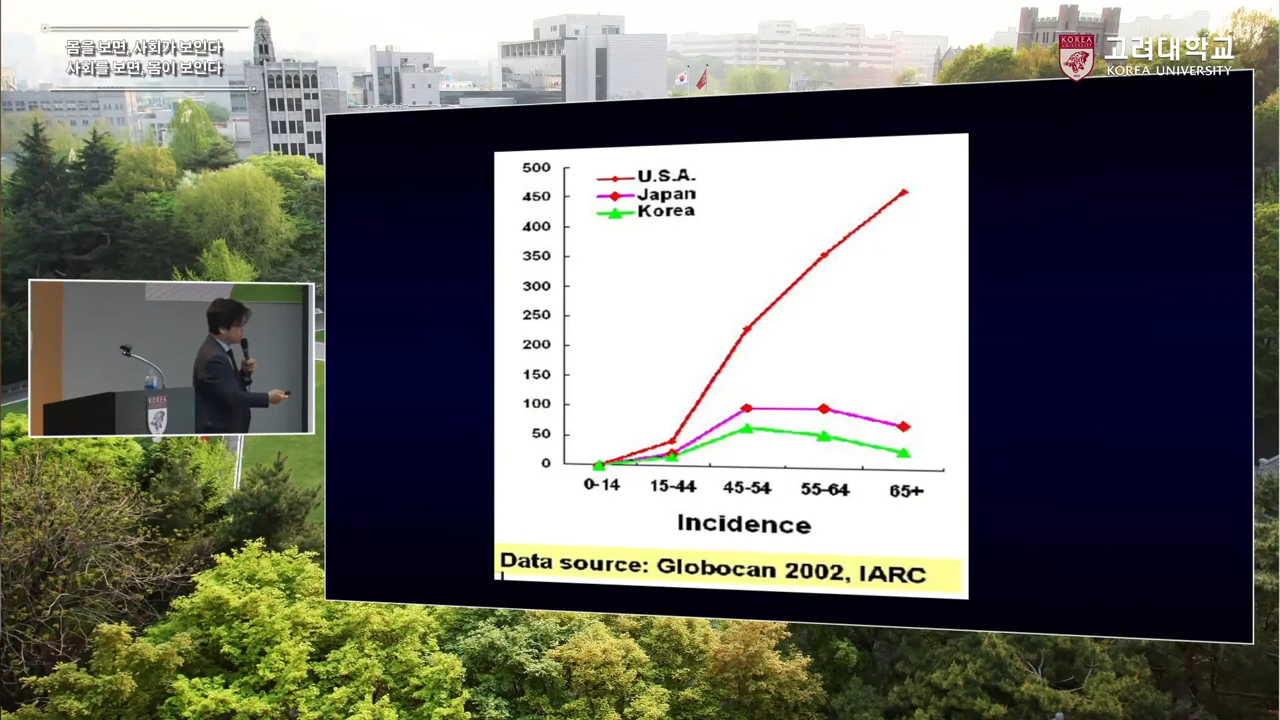 몸을 보면, 사회가 보인다
사회를 보면, 몸이 보인다
KOREA
고려대학교
KOREA UNIVERSITY
500
450
400
350
300
250
200
150
100
50
0
U.S.A.
Japan
Korea
0-14 15-44 45-54 55-64 65+
Incidence
Data source: Globocan 2002, IARC
KOREA